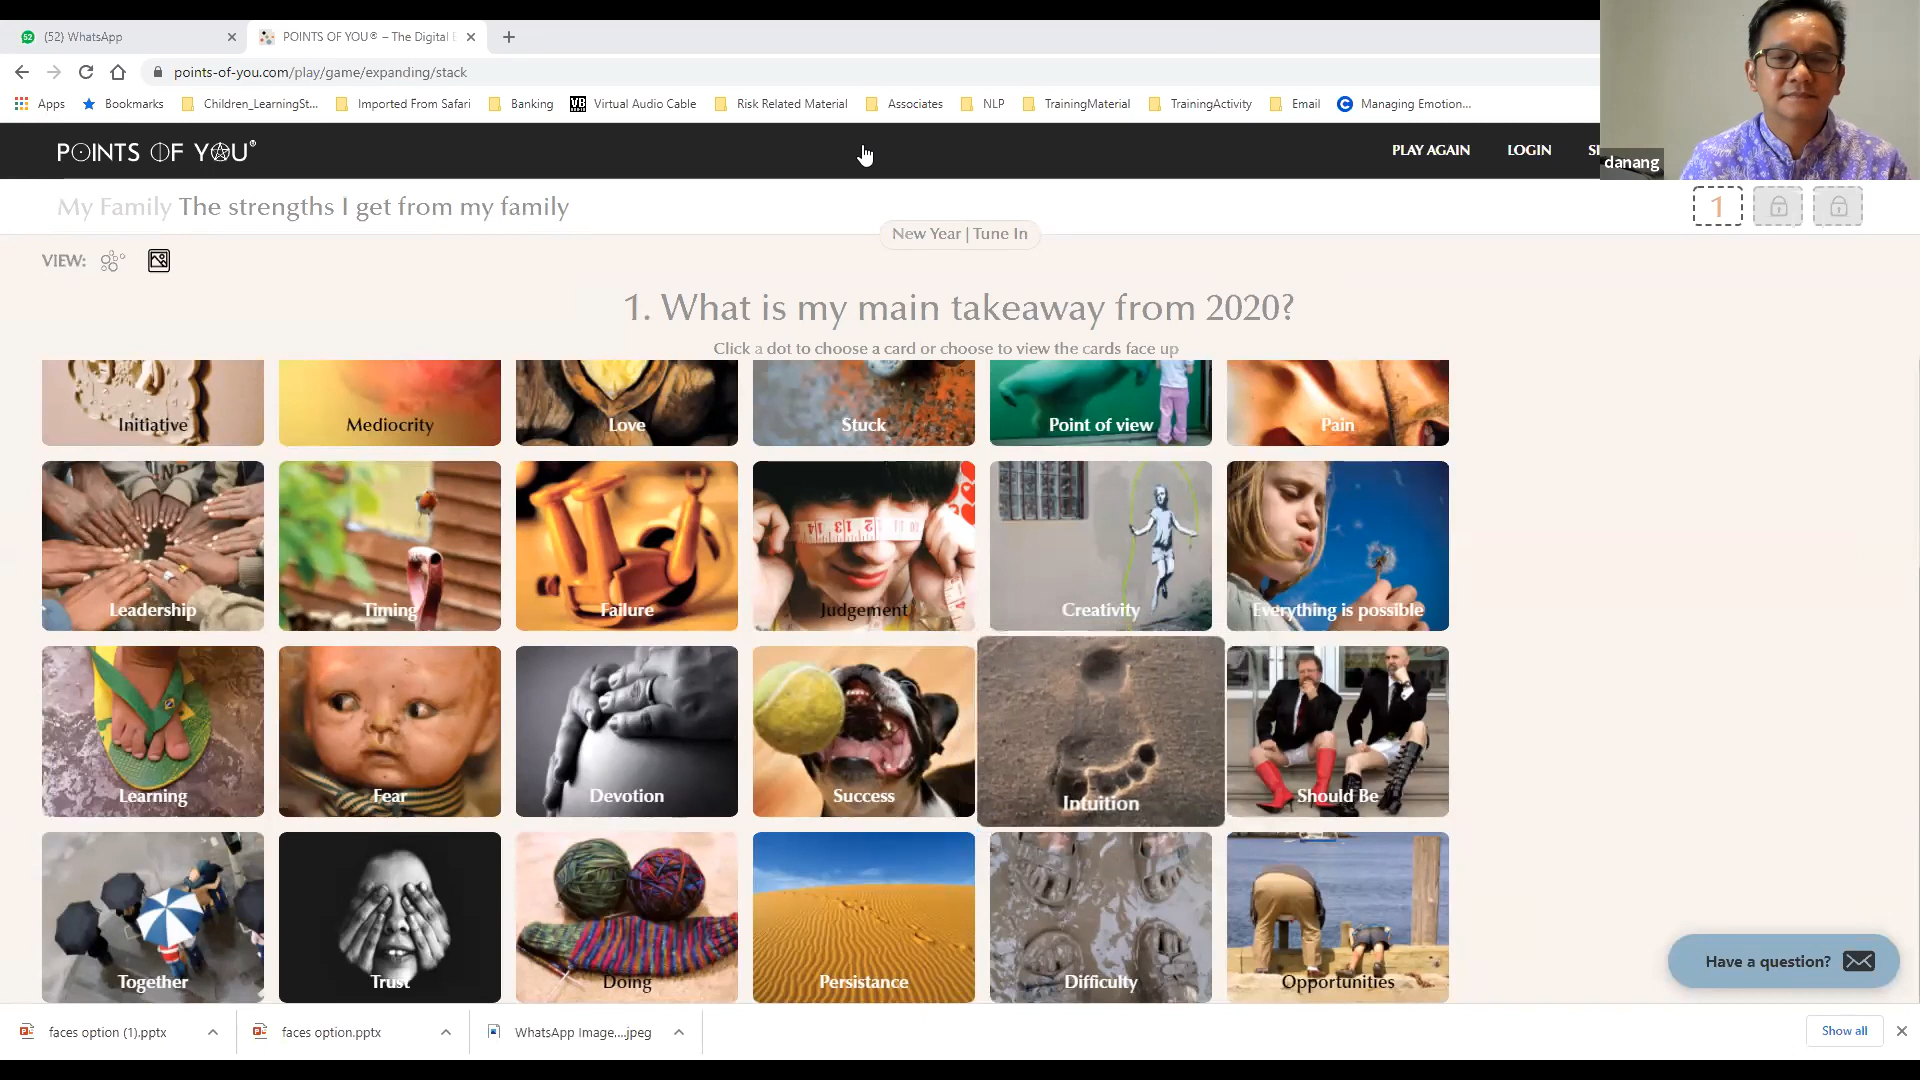 (52) WhatsApp
POINTS OF YOU® – The Digital E
points-of-you.com/play/game/expanding/stack
Apps Bookmarks Children_LearningSt... Imported From Safari Banking Virtual Audio Cable Risk Related Material Associates NLP TrainingMaterial TrainingActivity Email Managing Emotion...
POINTS OF YOU®
PLAY AGAIN LOGIN
danang
My Family The strengths I get from my family
1
New Year | Tune In
VIEW:
1. What is my main takeaway from 2020?
Click a dot to choose a card or choose to view the cards face up
Initiative Mediocrity Love Stuck Point of view Pain
Leadership Timing Failure Judgement Creativity Everything is possible
Learning Fear Devotion Success Intuition Should Be
Together Trust Doing Persistance Difficulty Opportunities
Have a question?
faces option (1).pptx faces option.pptx WhatsApp Image....jpeg Show all